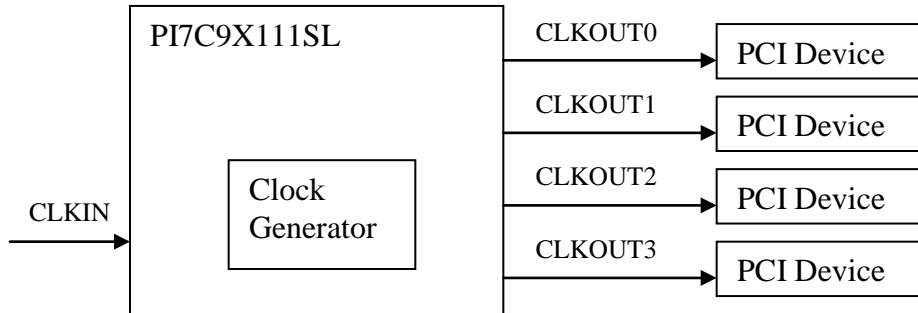 PI7C9X111SL
CLKOUT0
PCI Device
CLKOUT1
PCI Device
CLKOUT2
PCI Device
CLKOUT3
PCI Device
CLKIN
Clock
Generator